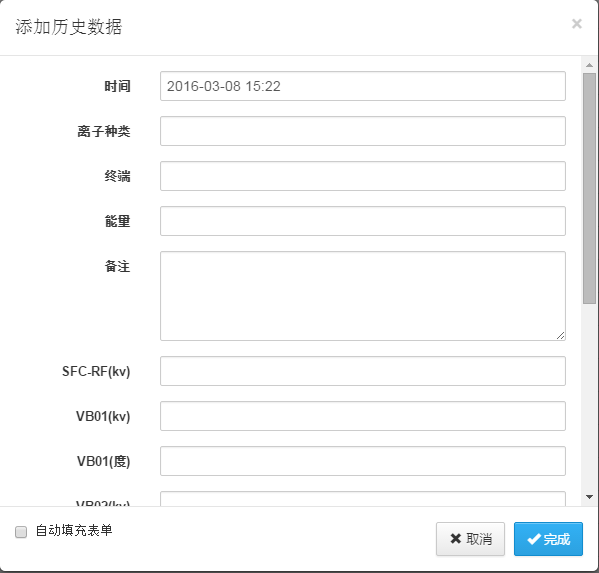 添加历史数据 ×
时间 2016-03-08 15:22
离子种类
终端
能量
备注
SFC-RF(kv)
VB01(kv)
VB01(度)
VB02(kv)
自动填充表单 取消 完成